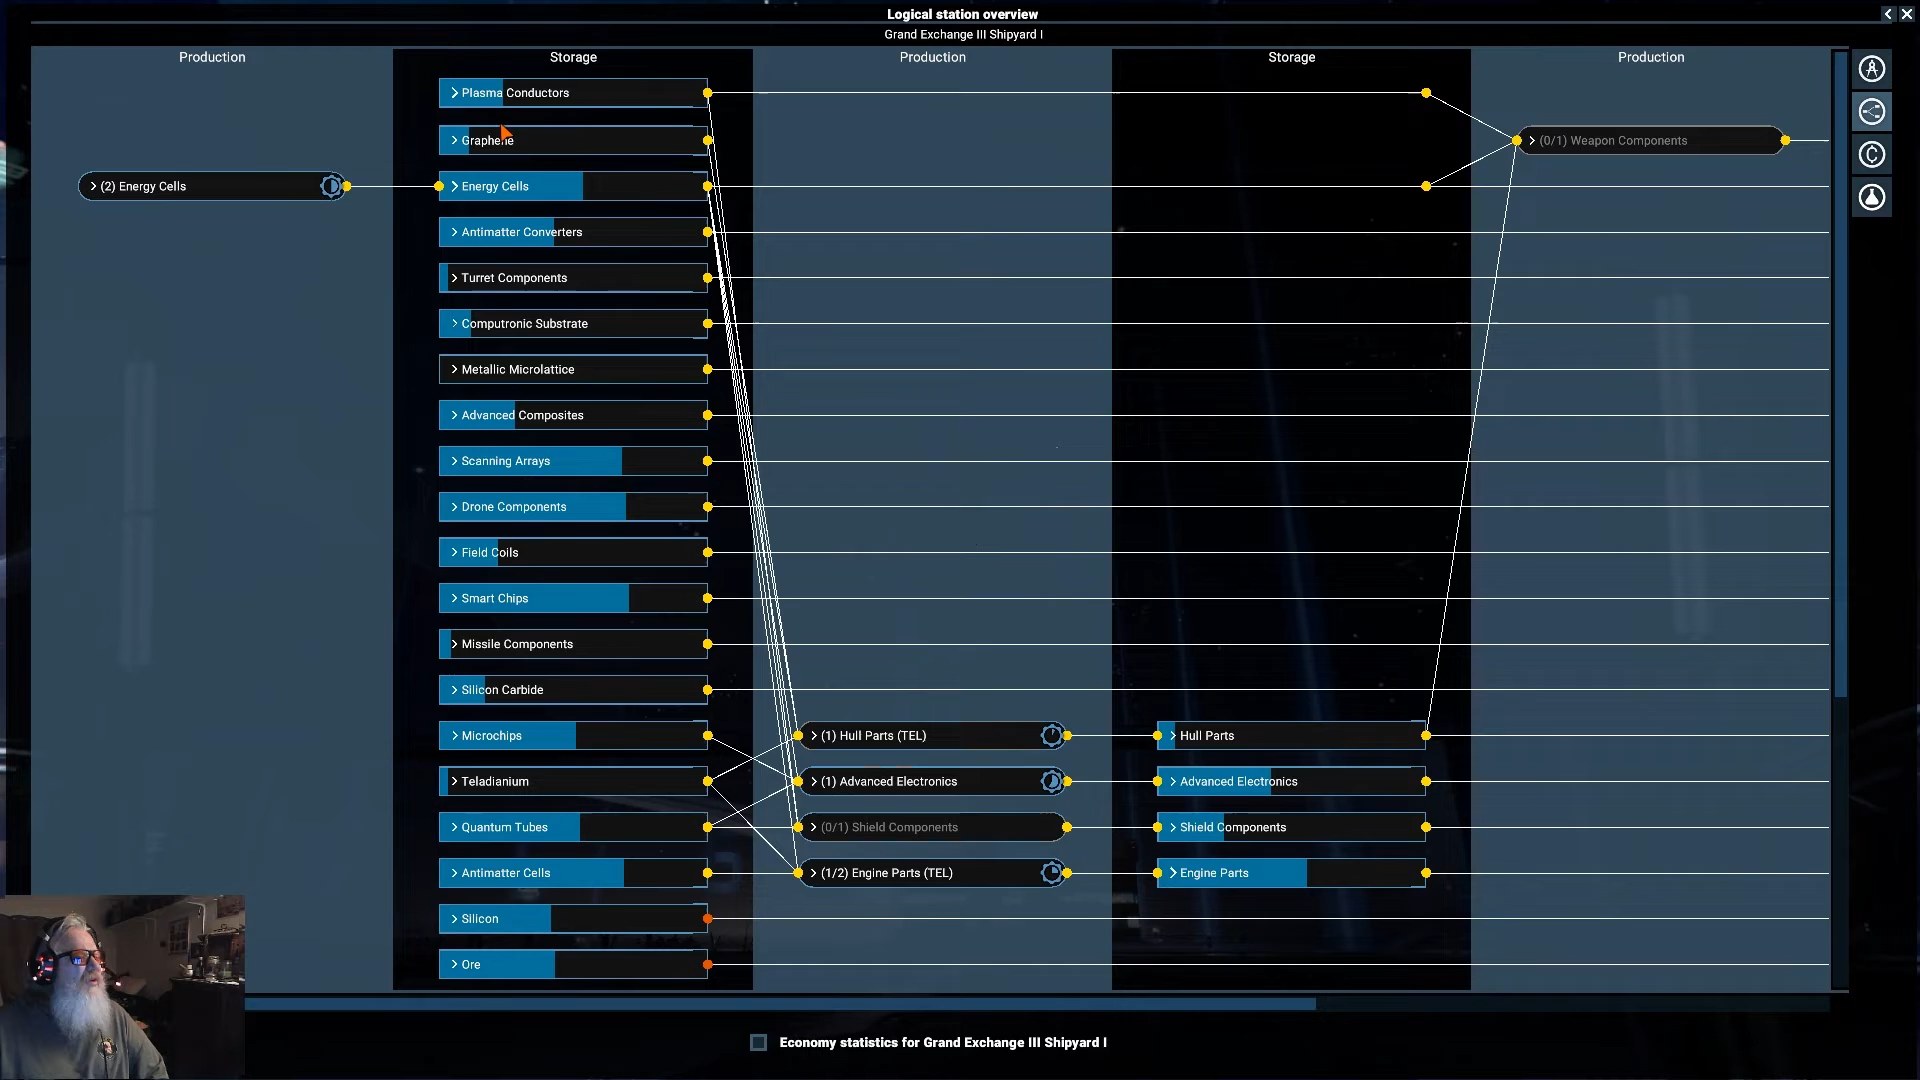 Logical station overview
Grand Exchange III Shipyard I
Production
Storage
Production
Storage
Production
Plasma Conductors
Graphene
(0/1) Weapon Components
(2) Energy Cells
Energy Cells
Antimatter Converters
Turret Components
Computronic Substrate
Metallic Microlattice
Advanced Composites
Scanning Arrays
Drone Components
Field Coils
Smart Chips
Missile Components
Silicon Carbide
Microchips
(1) Hull Parts (TEL)
Hull Parts
Teladianium
(1) Advanced Electronics
Advanced Electronics
Quantum Tubes
(0/1) Shield Components
Shield Components
Antimatter Cells
(1/2) Engine Parts (TEL)
Engine Parts
Silicon
Ore
Economy statistics for Grand Exchange III Shipyard I